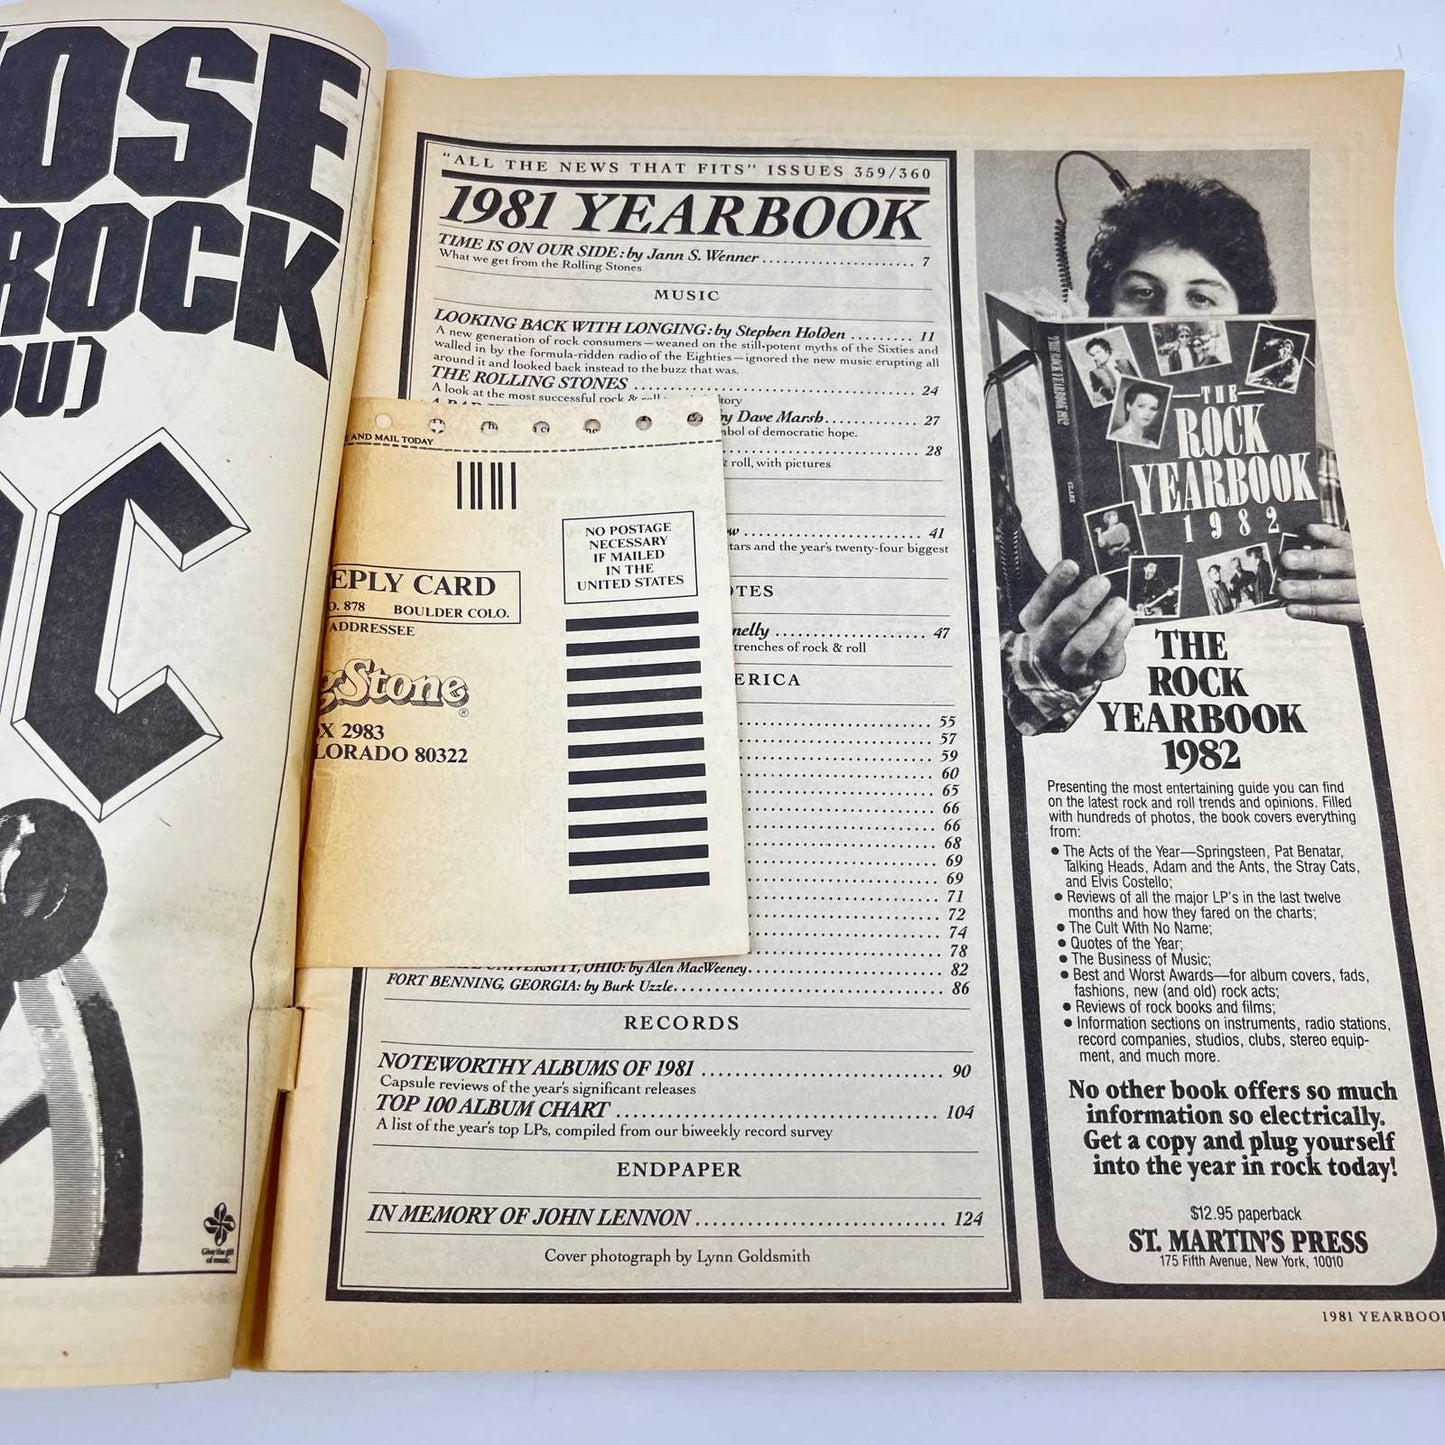 OSE
ROCK
OU)
C
Give the gift
of music.
"ALL THE NEWS THAT FITS" ISSUES 359/360
1981 YEARBOOK
TIME IS ON OUR SIDE: by Jann S. Wenner 7
What we get from the Rolling Stones
MUSIC
LOOKING BACK WITH LONGING: by Stephen Holden 11
A new generation of rock consumers—weaned on the still-potent myths of the Sixties and
walled in by the formula-ridden radio of the Eighties—ignored the new music erupting all
around it and looked back instead to the buzz that was.
THE ROLLING STONES 24
A look at the most successful rock & roll
by Dave Marsh 27
of democratic hope.
28
roll, with pictures
41
and the year's twenty-four biggest
OTES
nelly 47
trenches of rock & roll
ERICA
55
57
59
60
65
66
66
68
69
69
71
72
74
78
UNIVERSITY, OHIO: by Alen MacWeeney 82
FORT BENNING, GEORGIA: by Burk Uzzle 86
RECORDS
NOTEWORTHY ALBUMS OF 1981 90
Capsule reviews of the year's significant releases
TOP 100 ALBUM CHART 104
A list of the year's top LPs, compiled from our biweekly record survey
ENDPAPER
IN MEMORY OF JOHN LENNON 124
Cover photograph by Lynn Goldsmith
AND MAIL TODAY
NO POSTAGE
NECESSARY
IF MAILED
IN THE
UNITED STATES
EPLY CARD
O. 878 BOULDER COLO.
ADDRESSEE
gStone
®
OX 2983
LORADO 80322
THE ROCK YEARBOOK 1982
CLARK
—THE—
ROCK
YEARBOOK
1982
THE
ROCK
YEARBOOK
1982
Presenting the most entertaining guide you can find
on the latest rock and roll trends and opinions. Filled
with hundreds of photos, the book covers everything
from:
• The Acts of the Year—Springsteen, Pat Benatar,
Talking Heads, Adam and the Ants, the Stray Cats,
and Elvis Costello;
• Reviews of all the major LP's in the last twelve
months and how they fared on the charts;
• The Cult With No Name;
• Quotes of the Year;
• The Business of Music;
• Best and Worst Awards—for album covers, fads,
fashions, new (and old) rock acts;
• Reviews of rock books and films;
• Information sections on instruments, radio stations,
record companies, studios, clubs, stereo equip-
ment, and much more.
No other book offers so much
information so electrically.
Get a copy and plug yourself
into the year in rock today!
$12.95 paperback
ST. MARTIN'S PRESS
175 Fifth Avenue, New York, 10010
1981 YEARBOOK